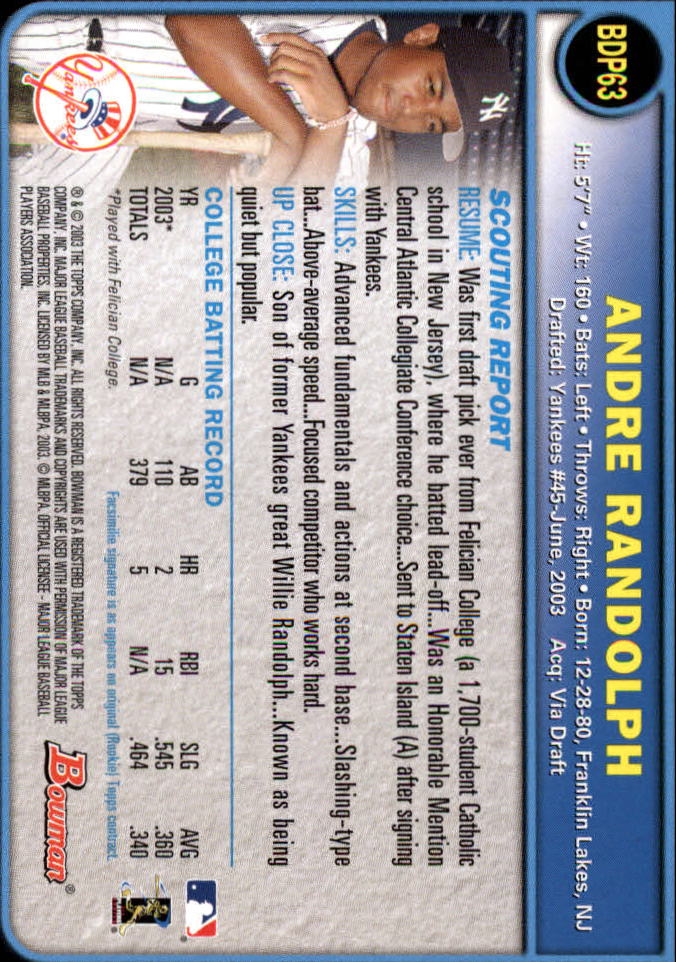 BDP63
ANDRE RANDOLPH
Ht: 5'7" • Wt: 160 • Bats: Left • Throws: Right • Born: 12-28-80, Franklin Lakes, NJ
Drafted: Yankees #45-June, 2003 Acq: Via Draft
NY
Yankees
SCOUTING REPORT
RESUME: Was first draft pick ever from Felician College (a 1,700-student Catholic
school in New Jersey), where he batted lead-off...Was an Honorable Mention
Central Atlantic Collegiate Conference choice...Sent to Staten Island (A) after signing
with Yankees.
SKILLS: Advanced fundamentals and actions at second base...Slashing-type
bat...Above-average speed...Focused competitor who works hard.
UP CLOSE: Son of former Yankees great Willie Randolph...Known as being
quiet but popular.
COLLEGE BATTING RECORD
YR G AB HR RBI SLG AVG
2003* N/A 110 2 15 .545 .360
TOTALS N/A 379 5 N/A .464 .340
*Played with Felician College.
Facsimile signature is as appears on original (Rookie) Topps contract.
® & © 2003 THE TOPPS COMPANY, INC. ALL RIGHTS RESERVED. BOWMAN IS A REGISTERED TRADEMARK OF THE TOPPS
COMPANY, INC. MAJOR LEAGUE BASEBALL TRADEMARKS AND COPYRIGHTS ARE USED WITH PERMISSION OF MAJOR LEAGUE
BASEBALL PROPERTIES, INC. LICENSED BY MLB & MLBPA, 2003. © MLBPA. OFFICIAL LICENSEE - MAJOR LEAGUE BASEBALL
PLAYERS ASSOCIATION.
Bowman®